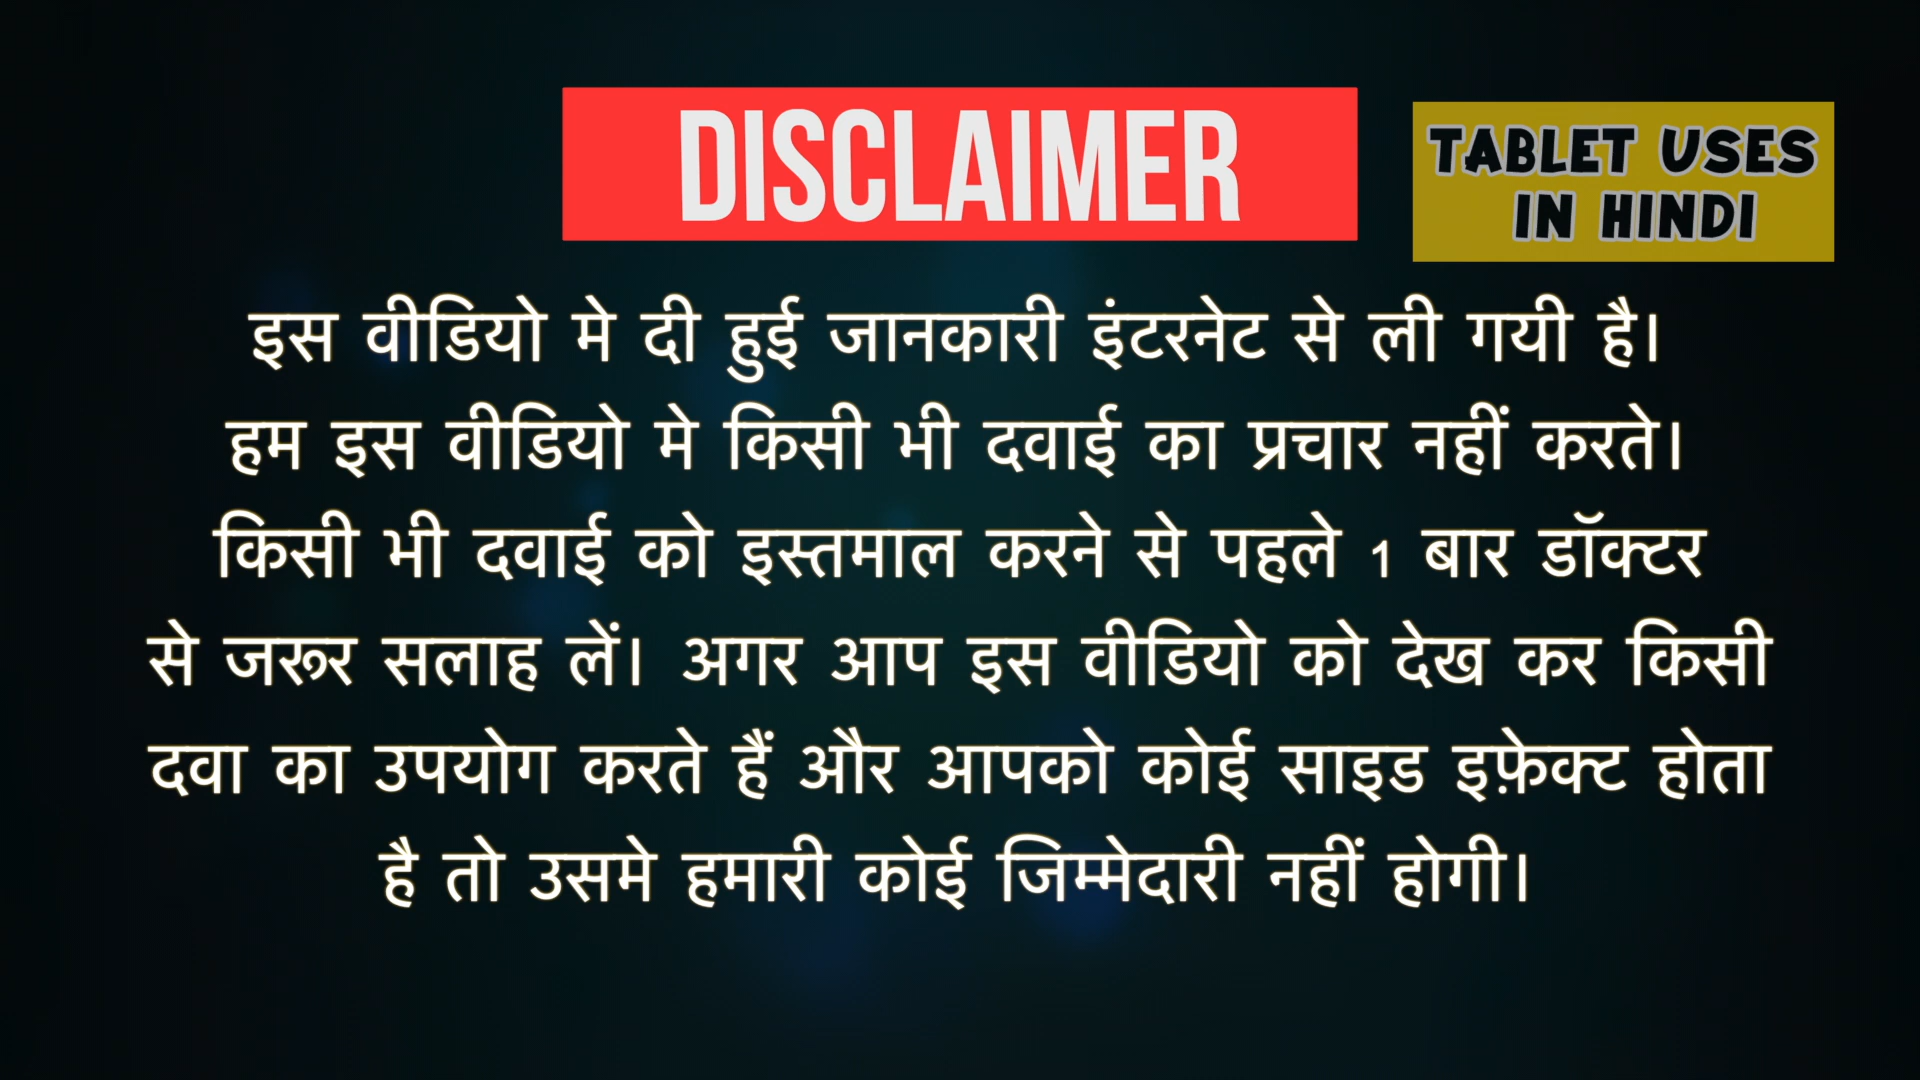 DISCLAIMER
TABLET USES
IN HINDI
इस वीडियो मे दी हुई जानकारी इंटरनेट से ली गयी है।
हम इस वीडियो मे किसी भी दवाई का प्रचार नहीं करते।
किसी भी दवाई को इस्तमाल करने से पहले 1 बार डॉक्टर
से जरूर सलाह लें। अगर आप इस वीडियो को देख कर किसी
दवा का उपयोग करते हैं और आपको कोई साइड इफ़ेक्ट होता
है तो उसमे हमारी कोई जिम्मेदारी नहीं होगी।